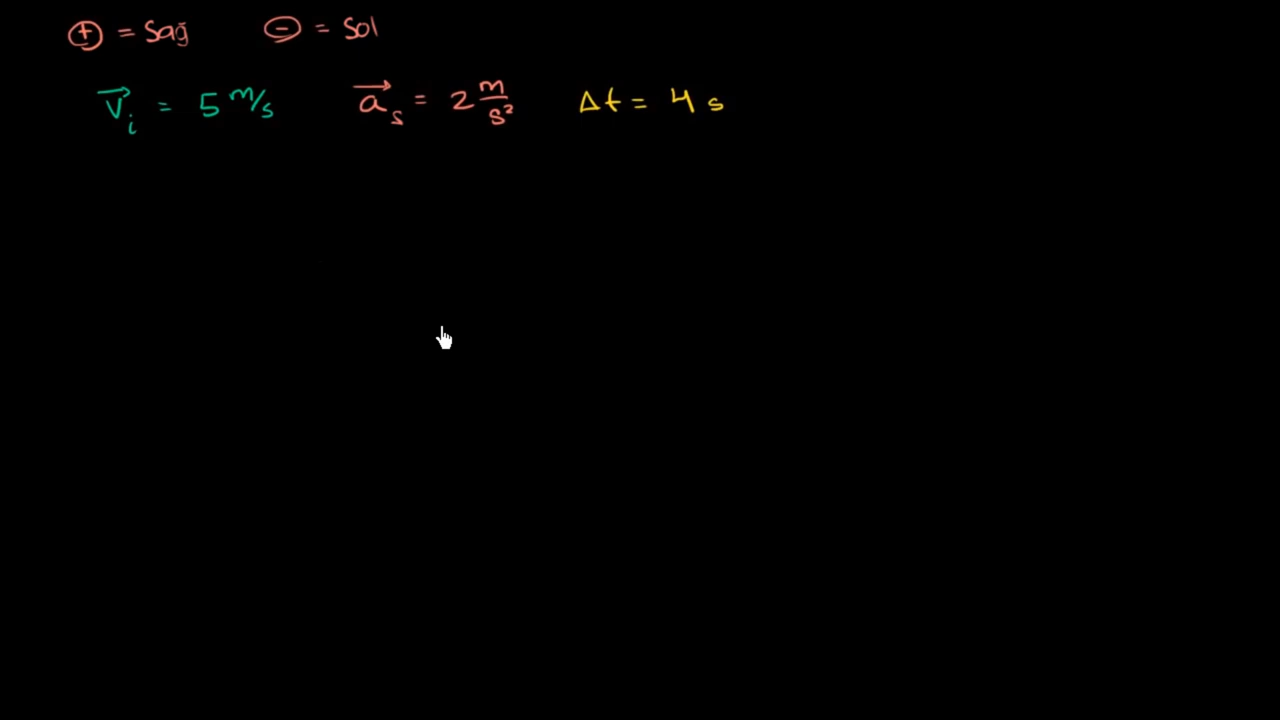 ⊕ = Sağ ⊖ = Sol
v⃗ᵢ = 5 m/s a⃗ₛ = 2 m/s² Δt = 4 s